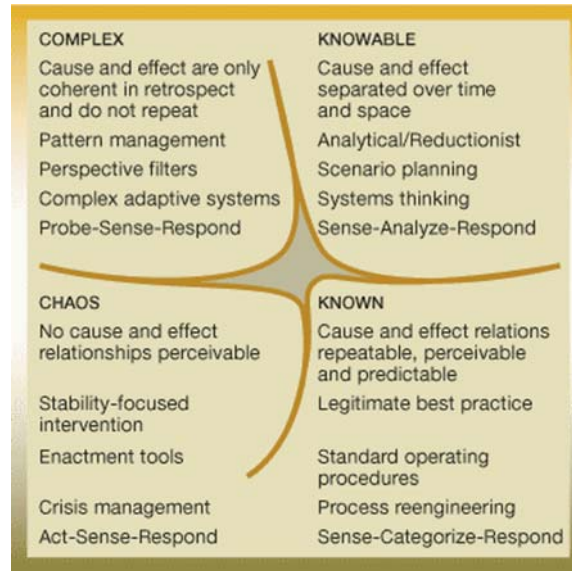 COMPLEX
Cause and effect are only
coherent in retrospect
and do not repeat
Pattern management
Perspective filters
Complex adaptive systems
Probe-Sense-Respond
KNOWABLE
Cause and effect
separated over time
and space
Analytical/Reductionist
Scenario planning
Systems thinking
Sense-Analyze-Respond
CHAOS
No cause and effect
relationships perceivable
Stability-focused
intervention
Enactment tools
Crisis management
Act-Sense-Respond
KNOWN
Cause and effect relations
repeatable, perceivable
and predictable
Legitimate best practice
Standard operating
procedures
Process reengineering
Sense-Categorize-Respond